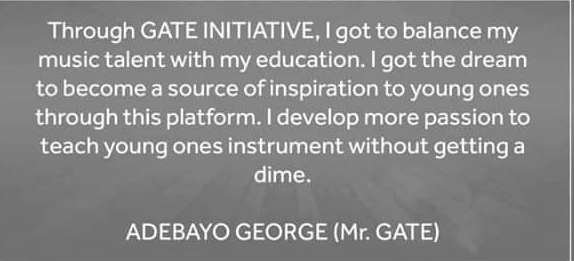 Through GATE INITIATIVE, I got to balance my
music talent with my education. I got the dream
to become a source of inspiration to young ones
through this platform. I develop more passion to
teach young ones instrument without getting a
dime.
ADEBAYO GEORGE (Mr. GATE)